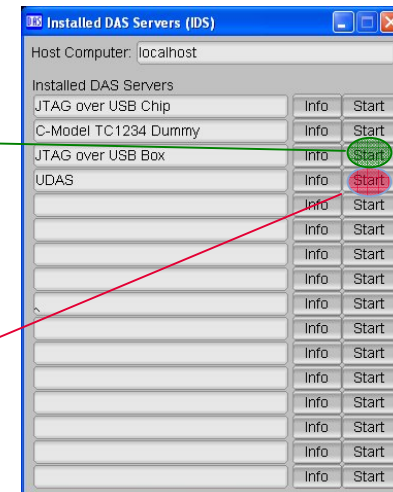 DAS Installed DAS Servers (IDS)
Host Computer: localhost
Installed DAS Servers
JTAG over USB Chip Info Start
C-Model TC1234 Dummy Info Start
JTAG over USB Box Info Start
UDAS Info Start
Info Start
Info Start
Info Start
Info Start
Info Start
Info Start
Info Start
Info Start
Info Start
Info Start
Info Start
Info Start